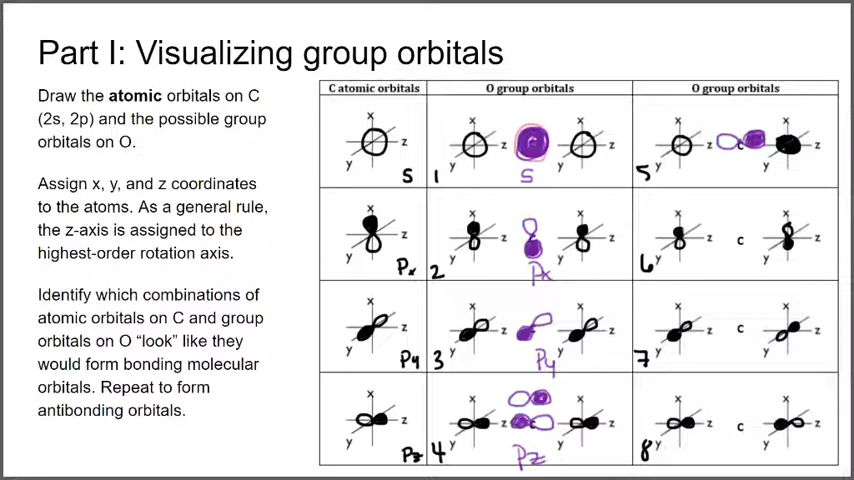 Part I: Visualizing group orbitals
Draw the atomic orbitals on C
(2s, 2p) and the possible group
orbitals on O.
Assign x, y, and z coordinates
to the atoms. As a general rule,
the z-axis is assigned to the
highest-order rotation axis.
Identify which combinations of
atomic orbitals on C and group
orbitals on O “look” like they
would form bonding molecular
orbitals. Repeat to form
antibonding orbitals.
C atomic orbitals O group orbitals O group orbitals
x x x x x
z z z z z
y y y y y
C c
S 1 S 5
x x x x x
z z z c z z
y y y y y
Px 2 Px 6
x x x x x
z z z c z z
y y y y y
Py 3 Py 7
x x x x x
z z z c z z
y y y y y
Pz 4 Pz 8